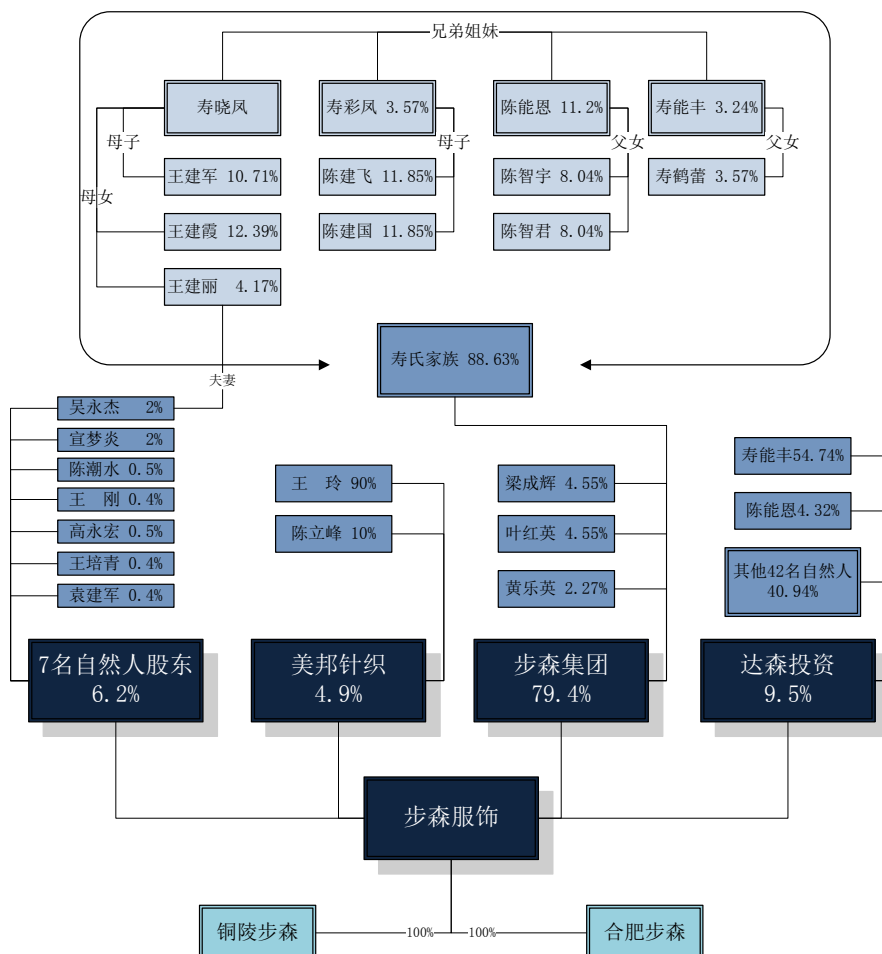 兄弟姐妹
寿晓凤
寿彩凤 3.57%
陈能恩 11.2%
寿能丰 3.24%
母子
母子
父女
父女
王建军 10.71%
陈建飞 11.85%
陈智宇 8.04%
寿鹤蕾 3.57%
母女
王建霞 12.39%
陈建国 11.85%
陈智君 8.04%
王建丽 4.17%
寿氏家族 88.63%
夫妻
吴永杰 2%
宣梦炎 2%
陈潮水 0.5%
王 刚 0.4%
高永宏 0.5%
王培青 0.4%
袁建军 0.4%
王 玲 90%
陈立峰 10%
梁成辉 4.55%
叶红英 4.55%
黄乐英 2.27%
寿能丰54.74%
陈能恩4.32%
其他42名自然人
40.94%
7名自然人股东
6.2%
美邦针织
4.9%
步森集团
79.4%
达森投资
9.5%
步森服饰
铜陵步森
100%
100%
合肥步森